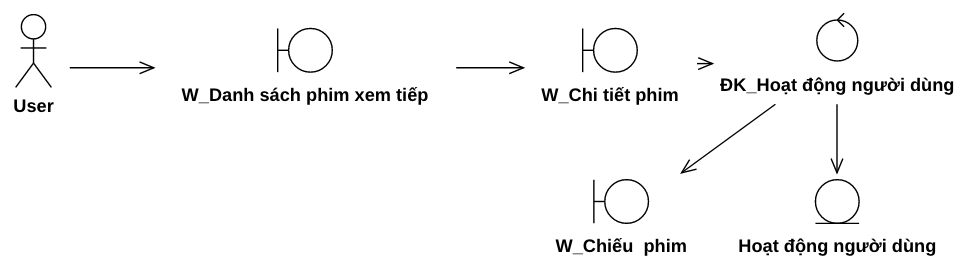 User
W_Danh sách phim xem tiếp
W_Chi tiết phim
ĐK_Hoạt động người dùng
W_Chiếu phim
Hoạt động người dùng